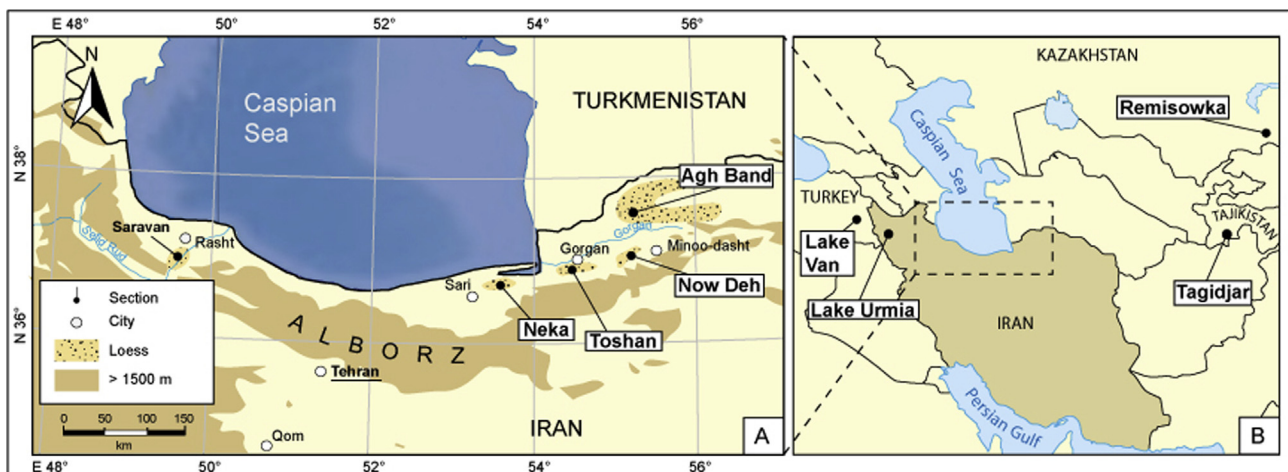 E 48°
50°
52°
54°
56°
N
Caspian
Sea
TURKMENISTAN
N 38°
Agh Band
Saravan
Rasht
Sefid Rud
Gorgan
Gorgan
Minoo-dasht
Sari
Now Deh
Neka
Toshan
N 36°
ALBORZ
Section
City
Loess
> 1500 m
0 50 100 150
km
Tehran
Qom
IRAN
A
E 48°
50°
52°
54°
56°
KAZAKHSTAN
Remisowka
Caspian Sea
TURKEY
TAJIKISTAN
Lake
Van
Lake Urmia
Tagidjar
IRAN
Persian Gulf
B